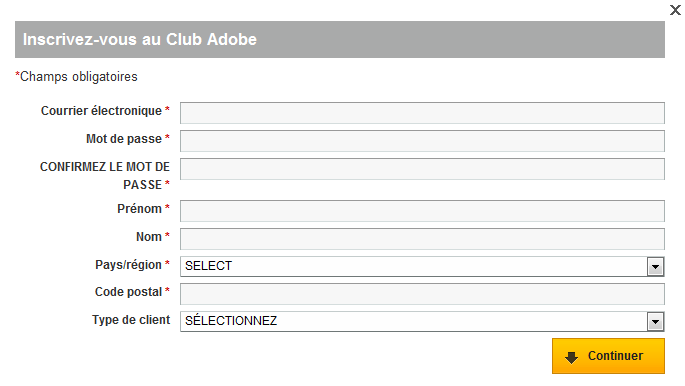 Inscrivez-vous au Club Adobe
*Champs obligatoires
Courrier électronique *
Mot de passe *
CONFIRMEZ LE MOT DE
PASSE *
Prénom *
Nom *
Pays/région * SELECT
Code postal *
Type de client SÉLECTIONNEZ
Continuer